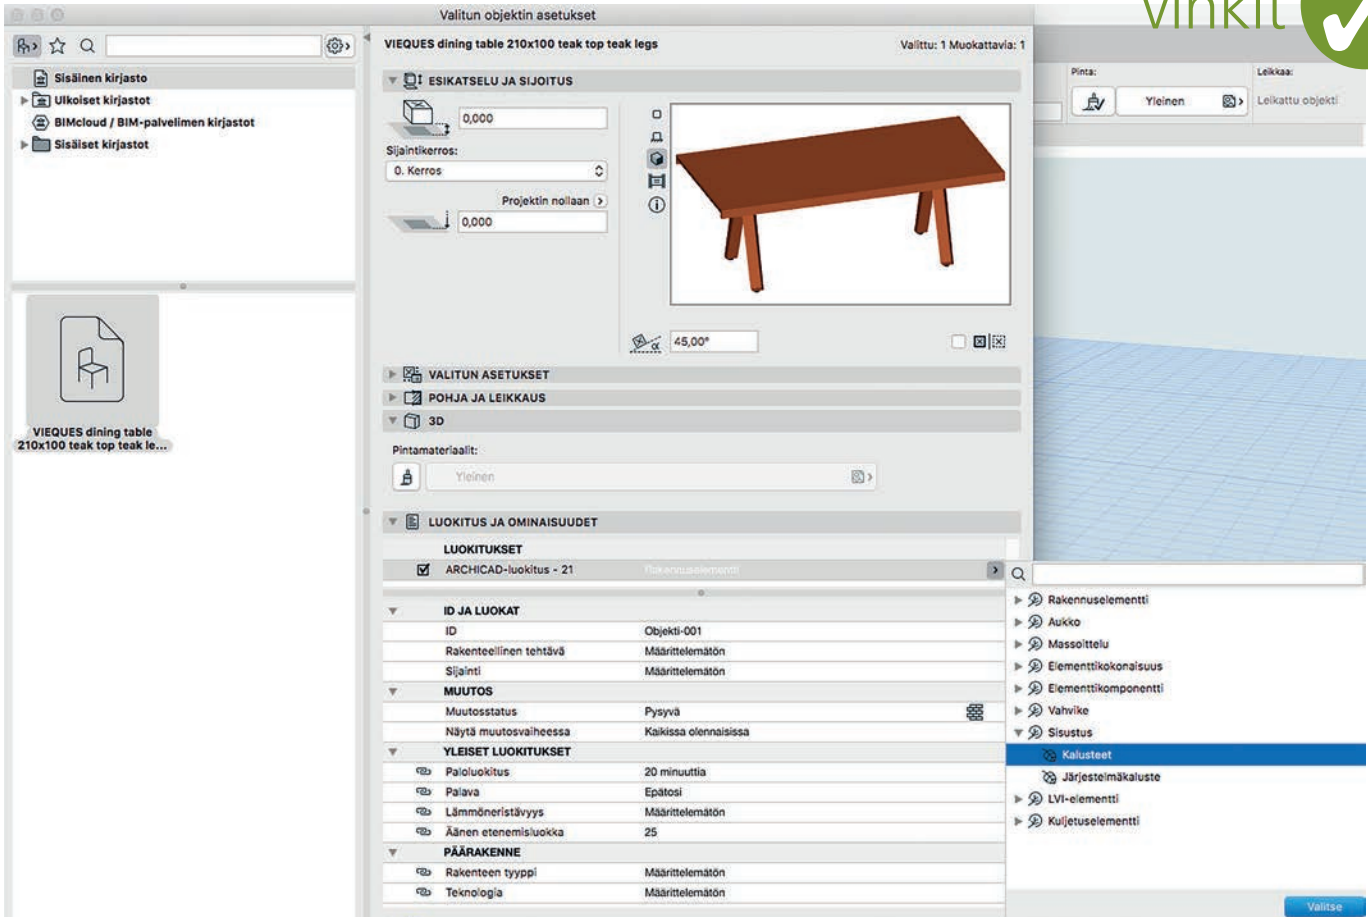 vinkit
Valitun objektin asetukset
Sisäinen kirjasto
Ulkoiset kirjastot
BIMcloud / BIM-palvelimen kirjastot
Sisäiset kirjastot
VIEQUES dining table
210x100 teak top teak le...
VIEQUES dining table 210x100 teak top teak legs
Valittu: 1 Muokattavia: 1
ESIKATSELU JA SIJOITUS
0,000
Sijaintikerros:
0. Kerros
Projektin nollaan
0,000
45,00°
VALITUN ASETUKSET
POHJA JA LEIKKAUS
3D
Pintamateriaalit:
Yleinen
LUOKITUS JA OMINAISUUDET
LUOKITUKSET
ARCHICAD-luokitus - 21 Rakennuselementti
ID JA LUOKAT
ID Objekti-001
Rakenteellinen tehtävä Määrittelemätön
Sijainti Määrittelemätön
MUUTOS
Muutosstatus Pysyvä
Näytä muutosvaiheessa Kaikissa olennaisissa
YLEISET LUOKITUKSET
Paloluokitus 20 minuuttia
Palava Epätosi
Lämmöneristävyys Määrittelemätön
Äänen etenemisluokka 25
PÄÄRAKENNE
Rakenteen tyyppi Määrittelemätön
Teknologia Määrittelemätön
Pinta:
Yleinen
Leikkaa:
Leikattu objekti
Rakennuselementti
Aukko
Massoittelu
Elementtikokonaisuus
Elementtikomponentti
Vahvike
Sisustus
Kalusteet
Järjestelmäkaluste
LVI-elementti
Kuljetuselementti
Valitse